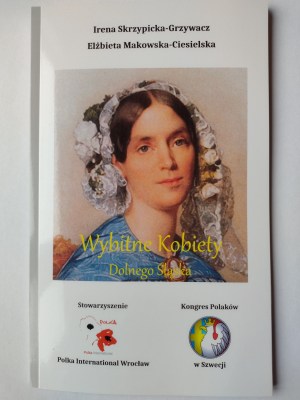 Irena Skrzypicka-Grzywacz
Elżbieta Makowska-Ciesielska
Wybitne Kobiety
Dolnego Śląska
Stowarzyszenie
Kongres Polaków
Polka International Wrocław
w Szwecji